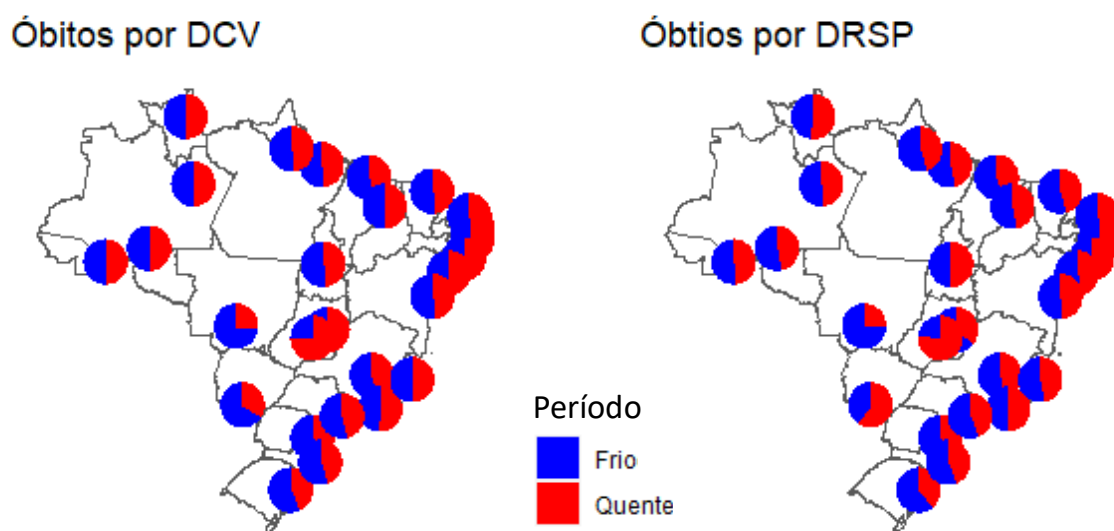 Óbitos por DCV
Óbtios por DRSP
Período
Frio
Quente